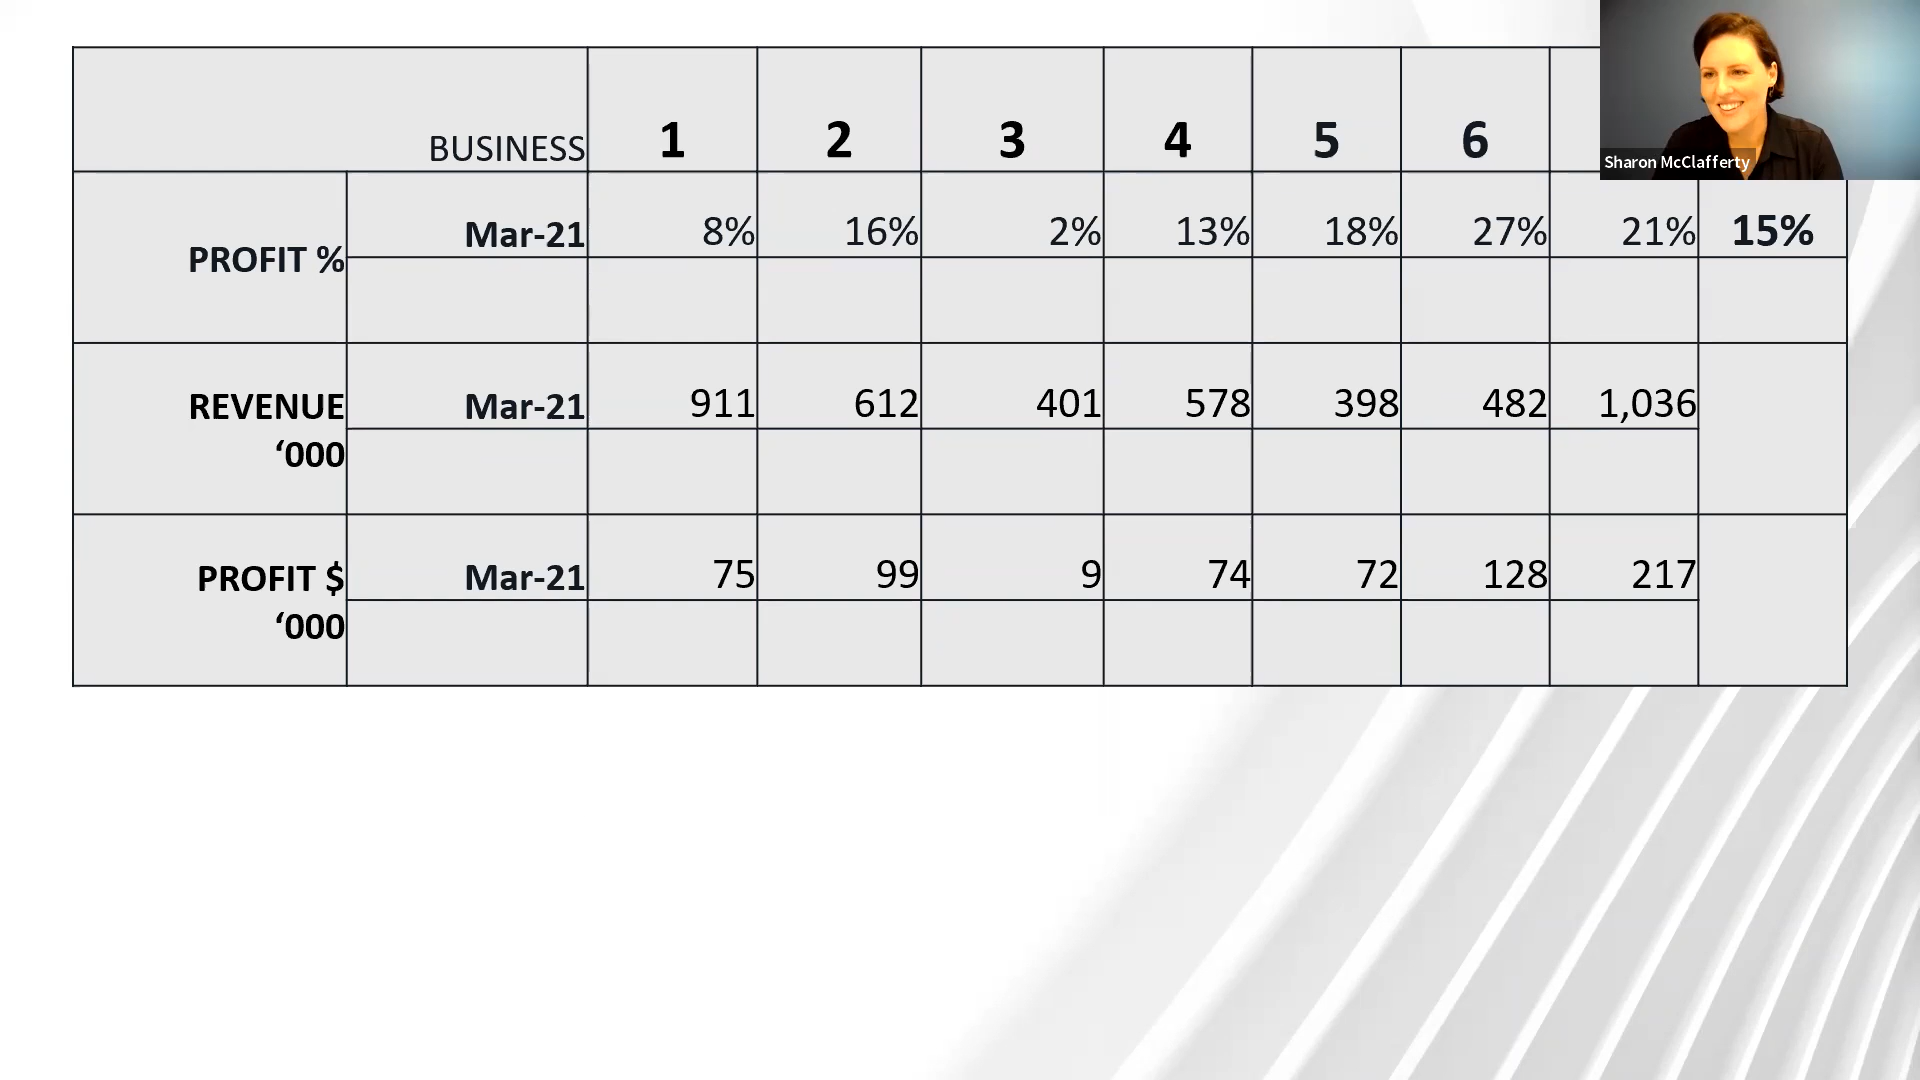 BUSINESS 1 2 3 4 5 6
Sharon McClafferty
PROFIT % Mar-21 8% 16% 2% 13% 18% 27% 21% 15%
REVENUE Mar-21 911 612 401 578 398 482 1,036
‘000
PROFIT $ Mar-21 75 99 9 74 72 128 217
‘000